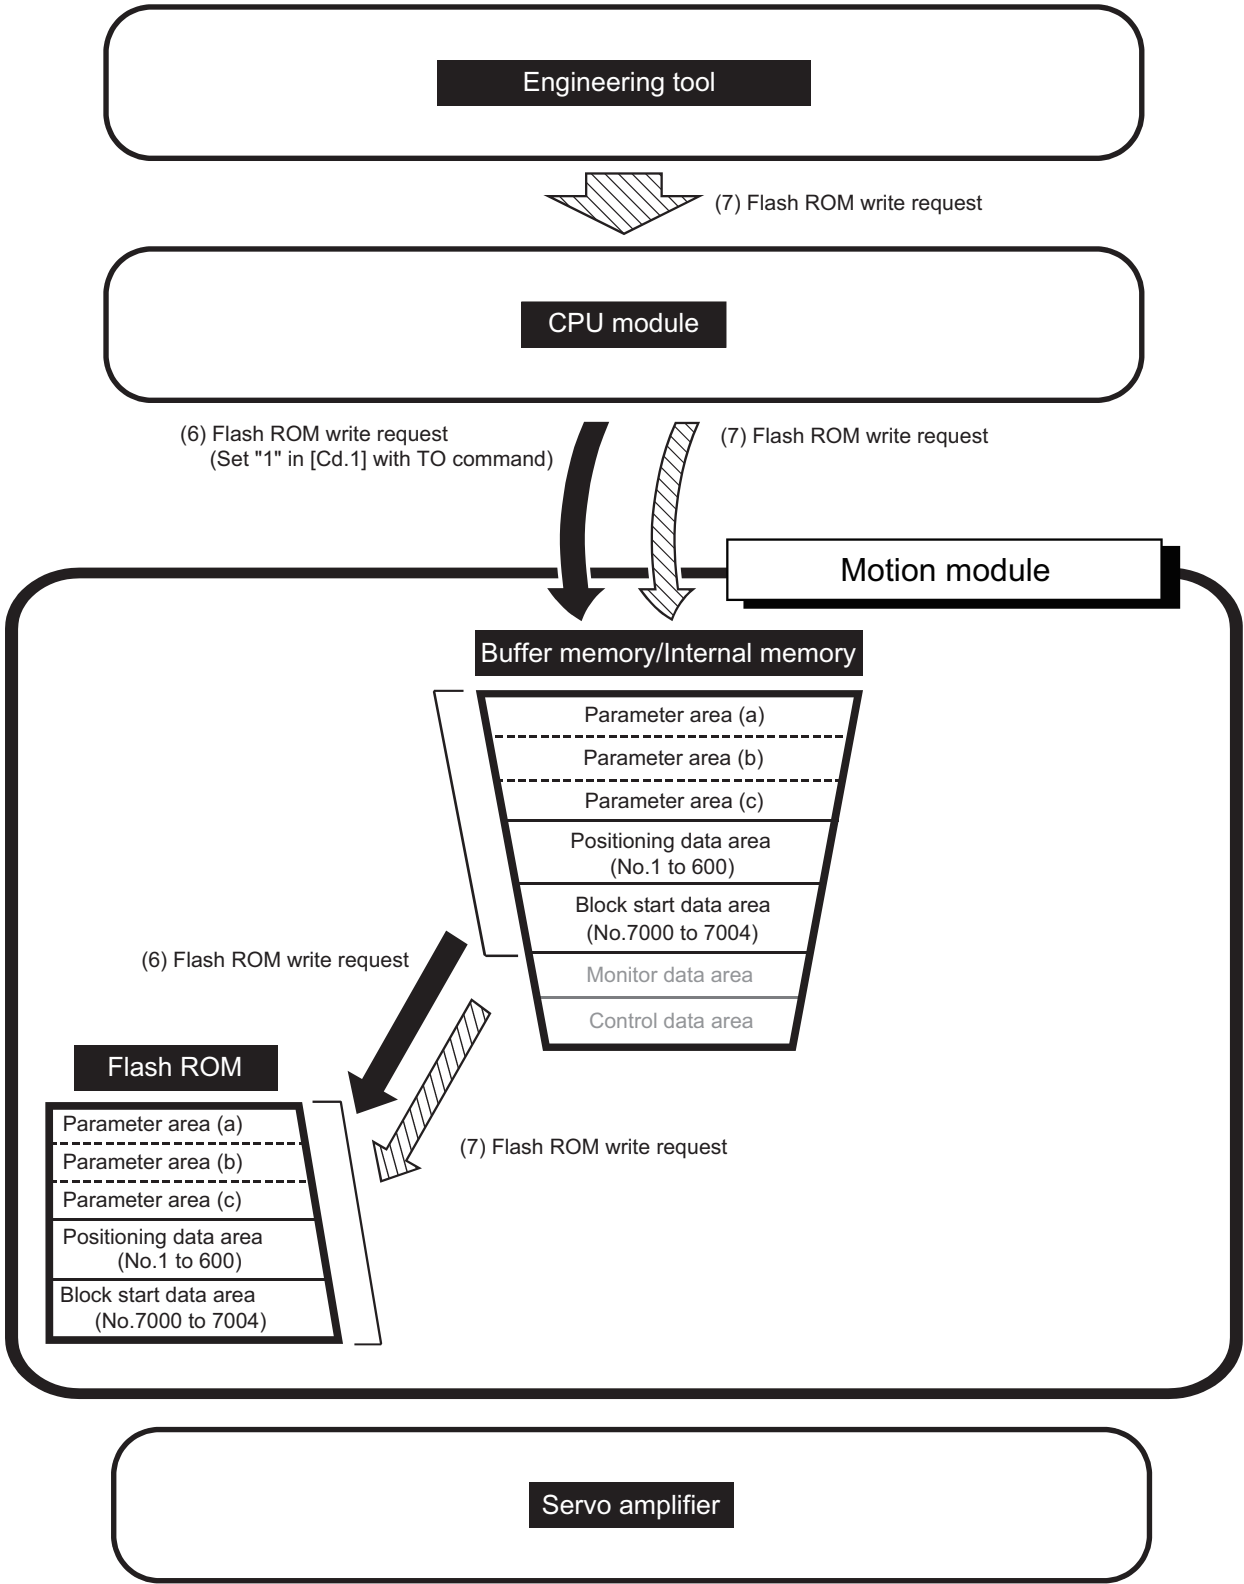 Engineering tool
(7) Flash ROM write request
CPU module
(6) Flash ROM write request
(Set "1" in [Cd.1] with TO command)
(7) Flash ROM write request
Motion module
Buffer memory/Internal memory
Parameter area (a)
Parameter area (b)
Parameter area (c)
Positioning data area
(No.1 to 600)
Block start data area
(No.7000 to 7004)
Monitor data area
Control data area
(6) Flash ROM write request
(7) Flash ROM write request
Flash ROM
Parameter area (a)
Parameter area (b)
Parameter area (c)
Positioning data area
(No.1 to 600)
Block start data area
(No.7000 to 7004)
Servo amplifier